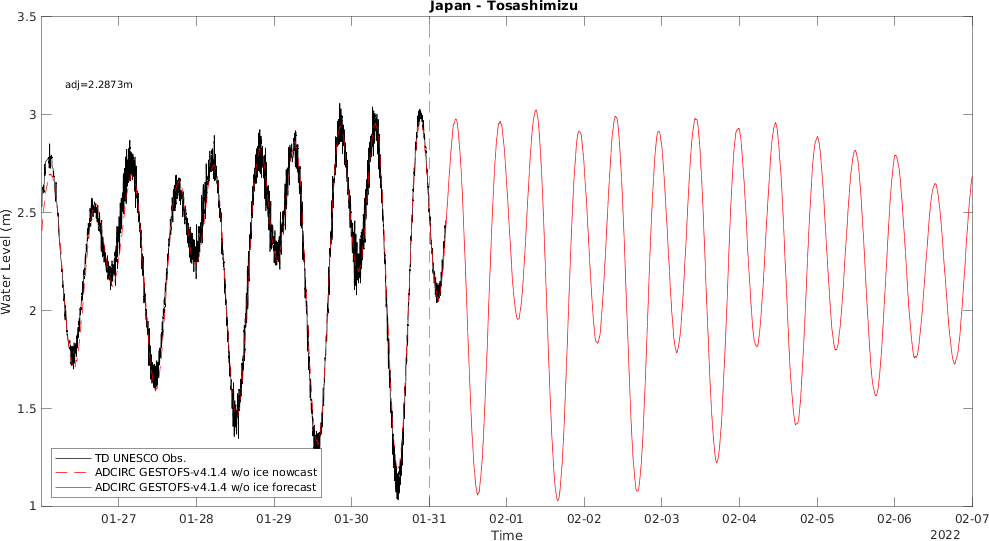 Japan - Tosashimizu
3.5
3
2.5
2
1.5
1
Water Level (m)
adj=2.2873m
TD UNESCO Obs.
ADCIRC GESTOFS-v4.1.4 w/o ice nowcast
ADCIRC GESTOFS-v4.1.4 w/o ice forecast
01-27 01-28 01-29 01-30 01-31 02-01 02-02 02-03 02-04 02-05 02-06 02-07
Time
2022